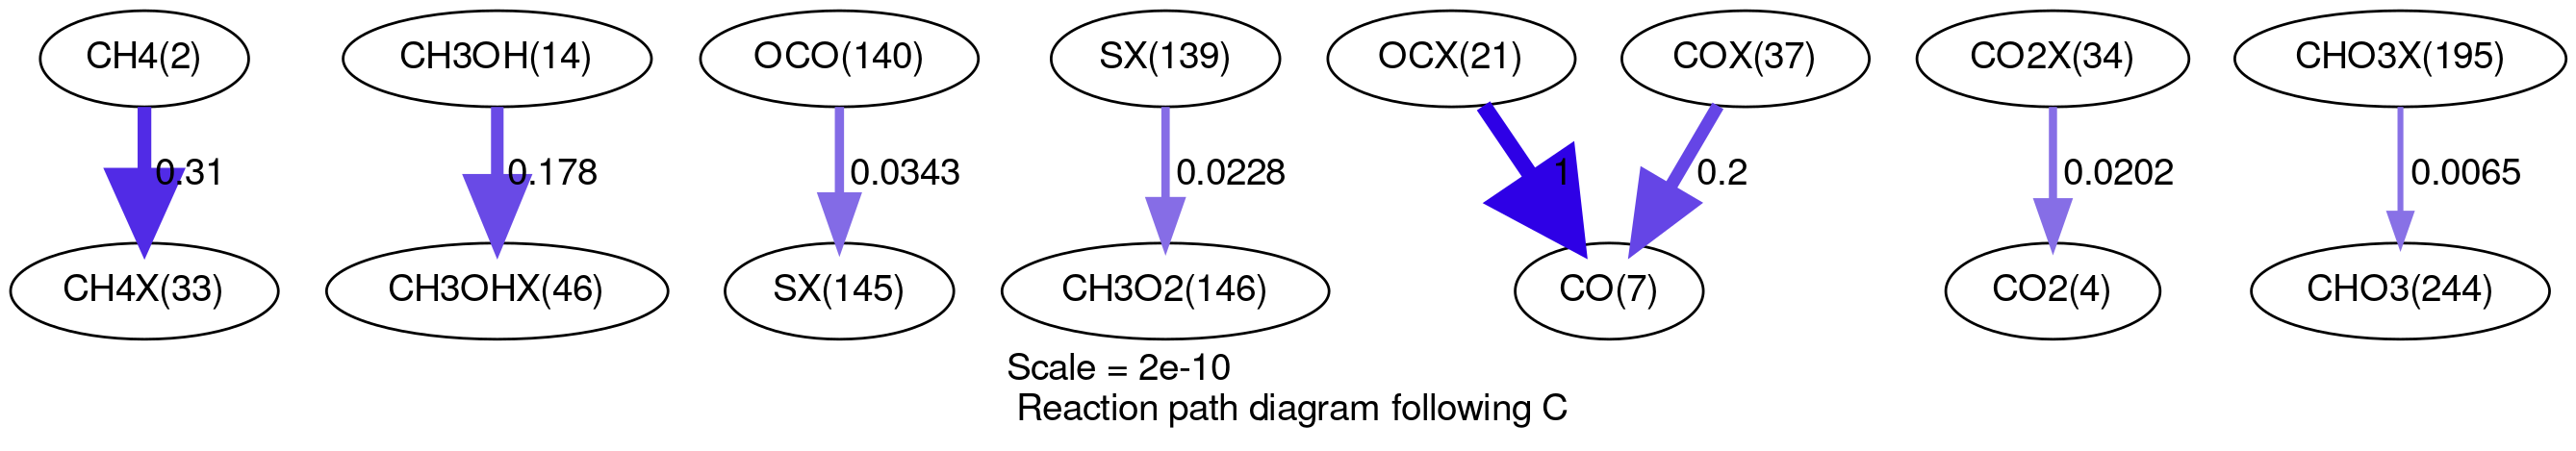 CH4(2) CH3OH(14) OCO(140) SX(139) OCX(21) COX(37) CO2X(34) CHO3X(195)
0.31 0.178 0.0343 0.0228 1 0.2 0.0202 0.0065
CH4X(33) CH3OHX(46) SX(145) CH3O2(146) CO(7) CO2(4) CHO3(244)
Scale = 2e-10
Reaction path diagram following C